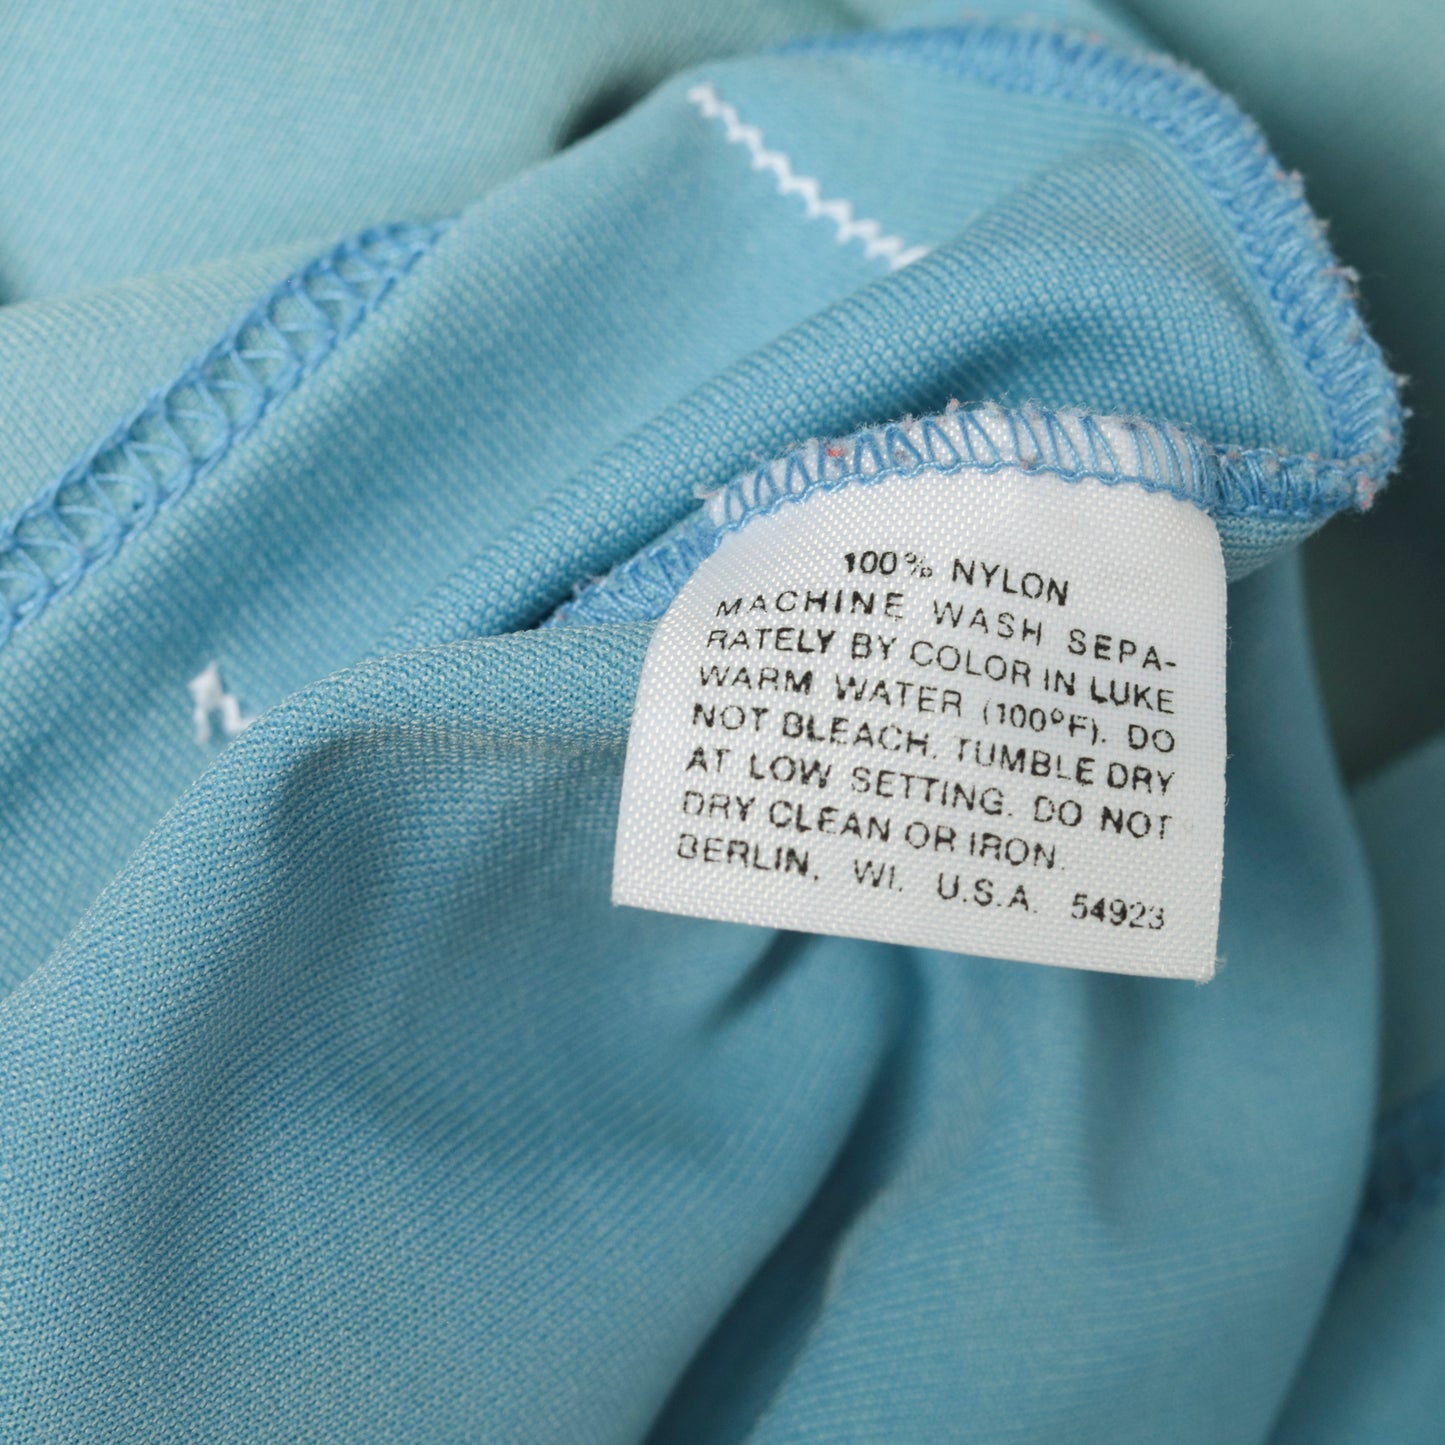 100% NYLON
MACHINE WASH SEPA-
RATELY BY COLOR IN LUKE
WARM WATER (100°F). DO
NOT BLEACH. TUMBLE DRY
AT LOW SETTING. DO NOT
DRY CLEAN OR IRON.
BERLIN, WI. U.S.A. 54923